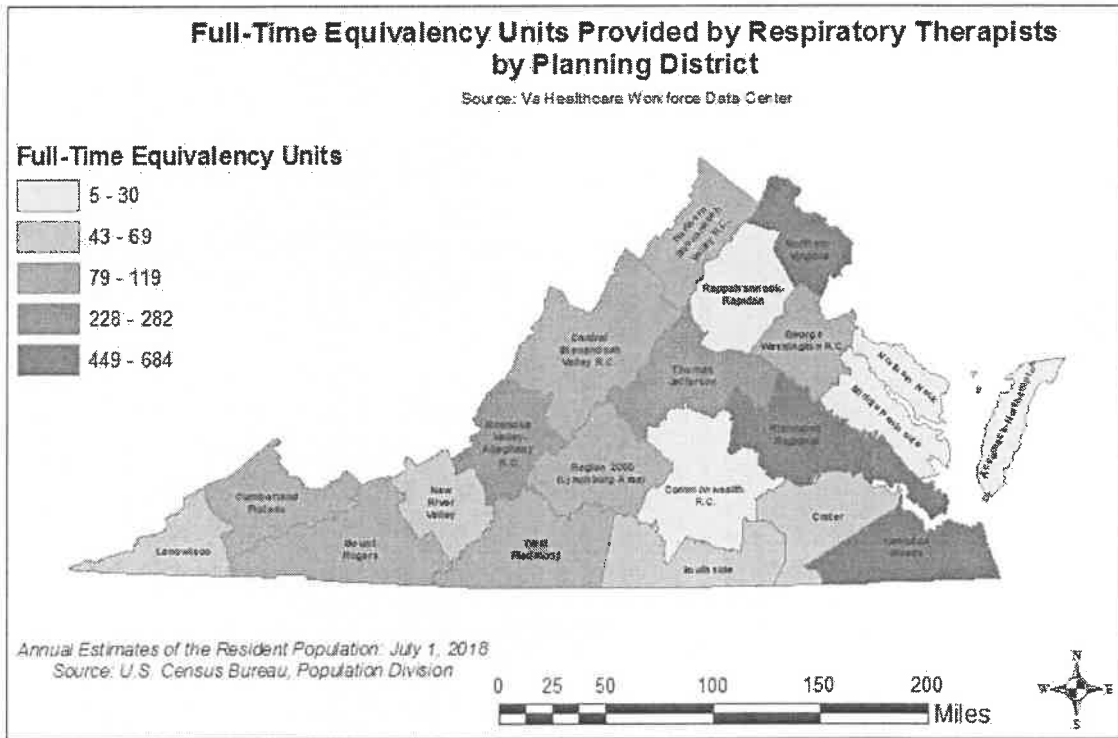 Full-Time Equivalency Units Provided by Respiratory Therapists
by Planning District
Source: Va Healthcare Workforce Data Center
Full-Time Equivalency Units
5 - 30
43 - 69
79 - 119
228 - 282
449 - 684
Northern
Shenandoah
Valley R.C.
Northern
Virginia
Rappahannock-
Rapidan
Central
Shenandoah
Valley R.C.
George
Washington R.C.
Northern Neck
Thomas
Jefferson
Middle Peninsula
Accomack-Northampton
Roanoke
Valley-
Alleghany
R.C.
Richmond
Regional
Region 2000
(Lynchburg Area)
Commonwealth
R.C.
New
River
Valley
Cumberland
Plateau
Crater
Lenowisco
Mount
Rogers
West
Piedmont
Southside
Hampton
Roads
Annual Estimates of the Resident Population: July 1, 2018
Source: U.S. Census Bureau, Population Division
0 25 50 100 150 200
Miles
N
W E
S